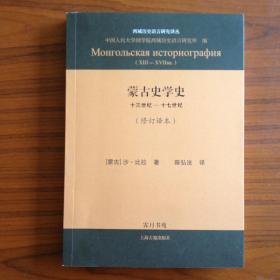 西域历史语言研究译丛
中国人民大学国学院西域历史语言研究所 编
Монгольская историография
(XIII—XVIIвв.)
蒙古史学史
十三世纪—十七世纪
(修订译本)
[蒙古]沙·比拉 著 陈弘法 译
上海古籍出版社